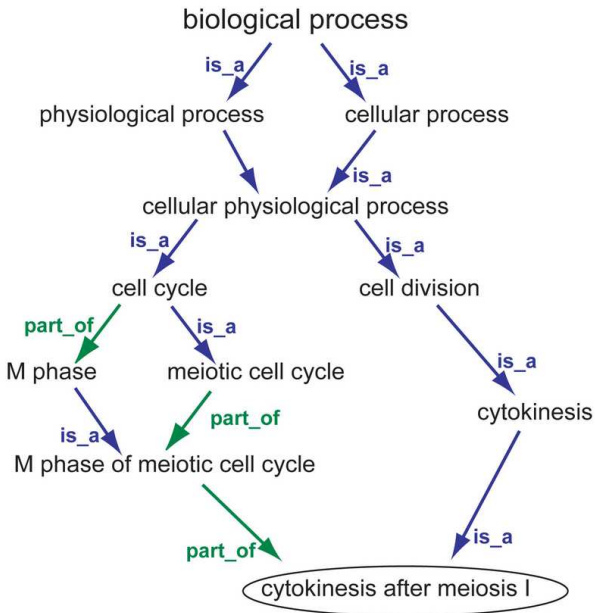 biological process
is_a
is_a
physiological process
cellular process
is_a
cellular physiological process
is_a
is_a
cell cycle
cell division
part_of
is_a
is_a
M phase
meiotic cell cycle
cytokinesis
part_of
is_a
M phase of meiotic cell cycle
is_a
part_of
cytokinesis after meiosis I